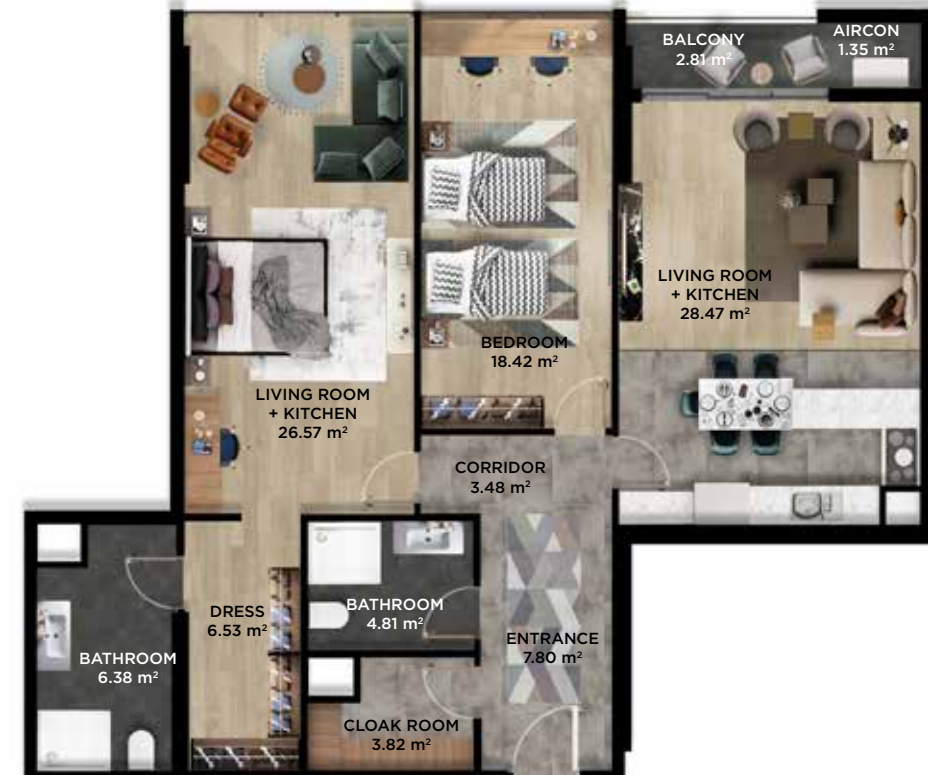 BALCONY
2.81 m²
AIRCON
1.35 m²
LIVING ROOM
+ KITCHEN
28.47 m²
BEDROOM
18.42 m²
LIVING ROOM
+ KITCHEN
26.57 m²
CORRIDOR
3.48 m²
DRESS
6.53 m²
BATHROOM
4.81 m²
ENTRANCE
7.80 m²
BATHROOM
6.38 m²
CLOAK ROOM
3.82 m²